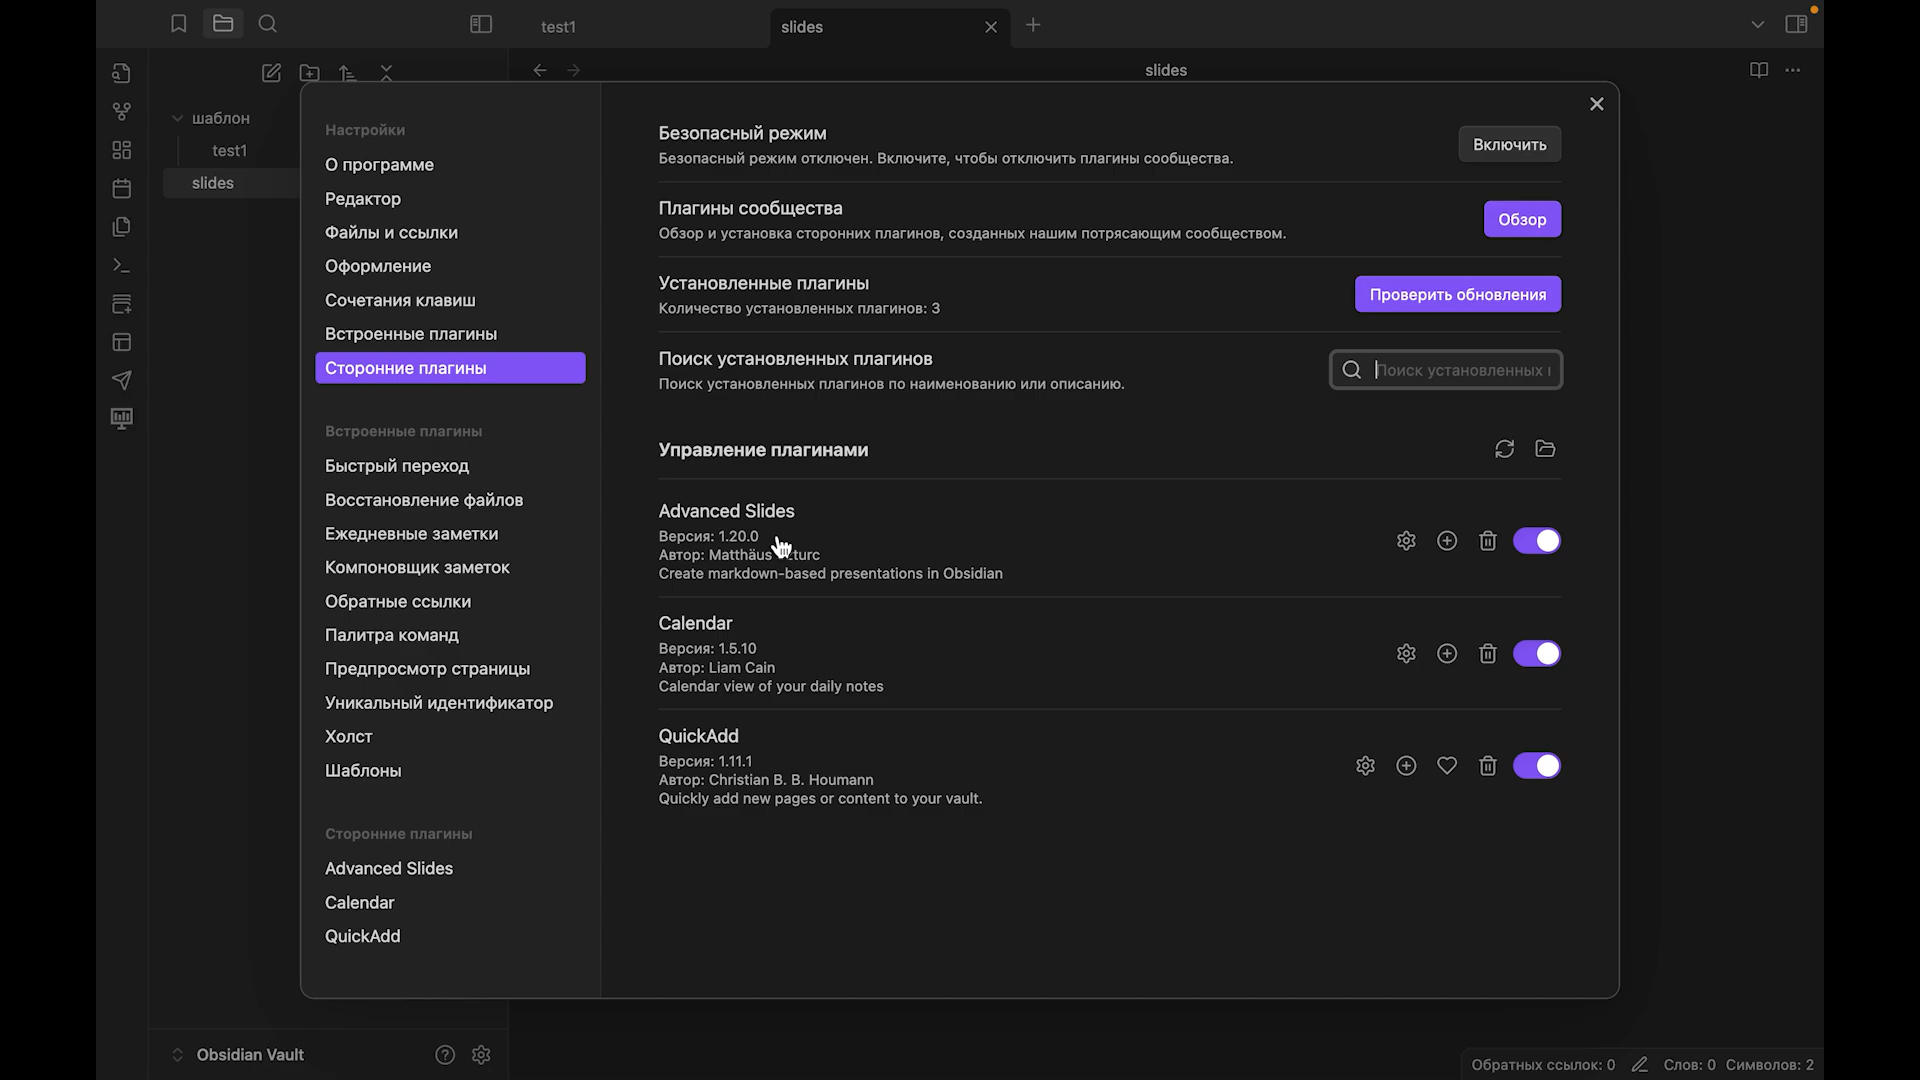 test1
slides
slides
шаблон
test1
slides
Настройки
О программе
Редактор
Файлы и ссылки
Оформление
Сочетания клавиш
Встроенные плагины
Сторонние плагины
Встроенные плагины
Быстрый переход
Восстановление файлов
Ежедневные заметки
Компоновщик заметок
Обратные ссылки
Палитра команд
Предпросмотр страницы
Уникальный идентификатор
Холст
Шаблоны
Сторонние плагины
Advanced Slides
Calendar
QuickAdd
Безопасный режим
Безопасный режим отключен. Включите, чтобы отключить плагины сообщества.
Включить
Плагины сообщества
Обзор и установка сторонних плагинов, созданных нашим потрясающим сообществом.
Обзор
Установленные плагины
Количество установленных плагинов: 3
Проверить обновления
Поиск установленных плагинов
Поиск установленных плагинов по наименованию или описанию.
Поиск установленных
Управление плагинами
Advanced Slides
Версия: 1.20.0
Автор: Matthäus
Create markdown-based presentations in Obsidian
Calendar
Версия: 1.5.10
Автор: Liam Cain
Calendar view of your daily notes
QuickAdd
Версия: 1.11.1
Автор: Christian B. B. Houmann
Quickly add new pages or content to your vault.
Obsidian Vault
Обратных ссылок: 0
Слов: 0 Символов: 2